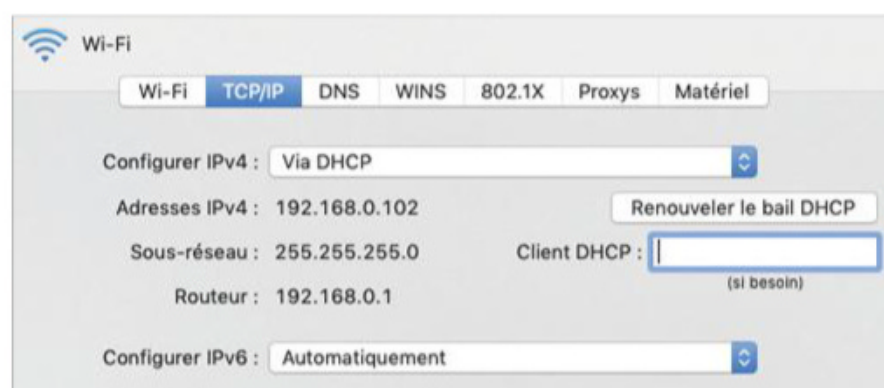 Wi-Fi
Wi-Fi TCP/IP DNS WINS 802.1X Proxys Matériel
Configurer IPv4 : Via DHCP
Adresses IPv4 : 192.168.0.102 Renouveler le bail DHCP
Sous-réseau : 255.255.255.0 Client DHCP :
(si besoin)
Routeur : 192.168.0.1
Configurer IPv6 : Automatiquement